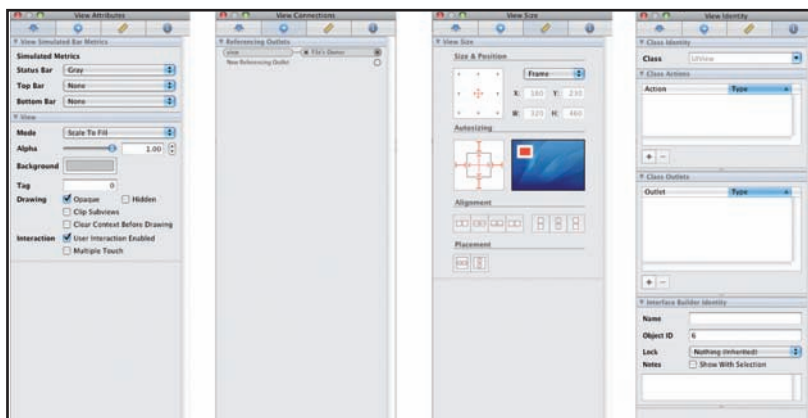 View Attributes
View Simulated Bar Metrics
Simulated Metrics
Status Bar Gray
Top Bar None
Bottom Bar None
View
Mode Scale To Fill
Alpha 1.00
Background
Tag 0
Drawing Opaque Hidden
Clip Subviews
Clear Context Before Drawing
Interaction User Interaction Enabled
Multiple Touch
View Connections
Referencing Outlets
view File's Owner
New Referencing Outlet
View Size
View Size
Size & Position
Frame
X: 160 Y: 230
W: 320 H: 460
Autosizing
Alignment
Placement
View Identity
Class Identity
Class UIView
Class Actions
Action Type
Class Outlets
Outlet Type
Interface Builder Identity
Name
Object ID 6
Lock Nothing (Inherited)
Notes Show With Selection